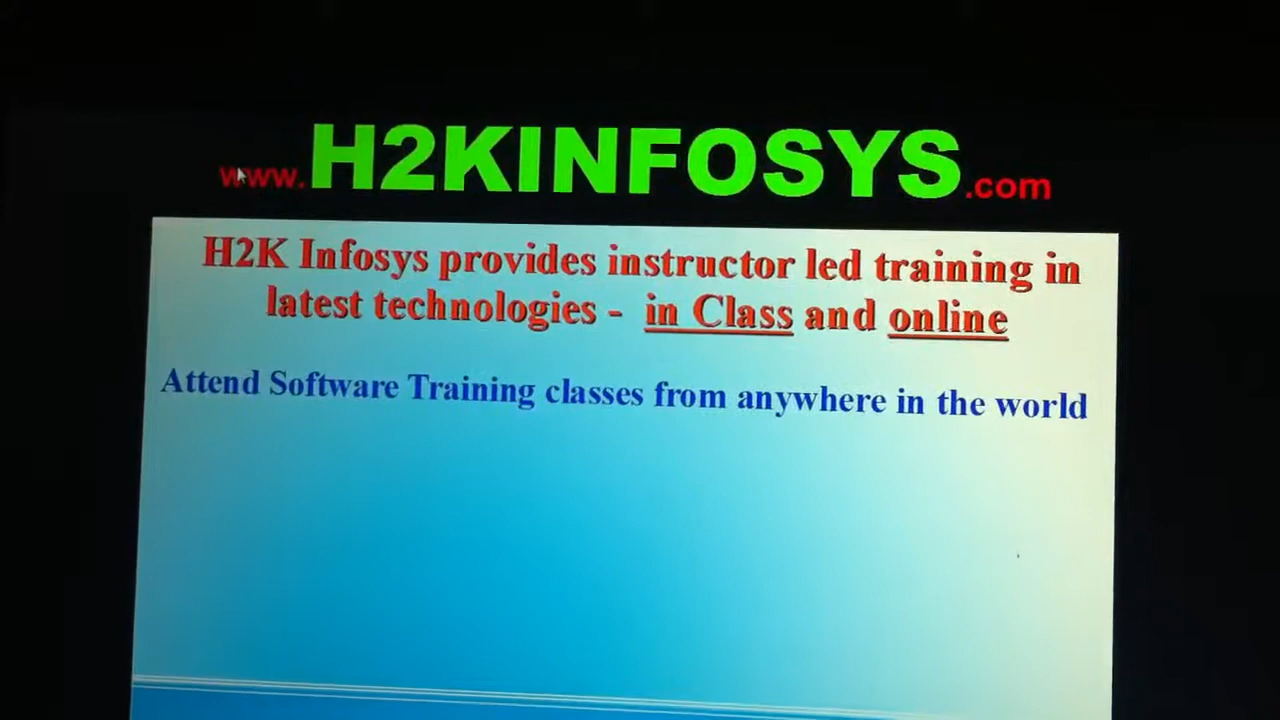 www.H2KINFOSYS.com
H2K Infosys provides instructor led training in
latest technologies - in Class and online
Attend Software Training classes from anywhere in the world